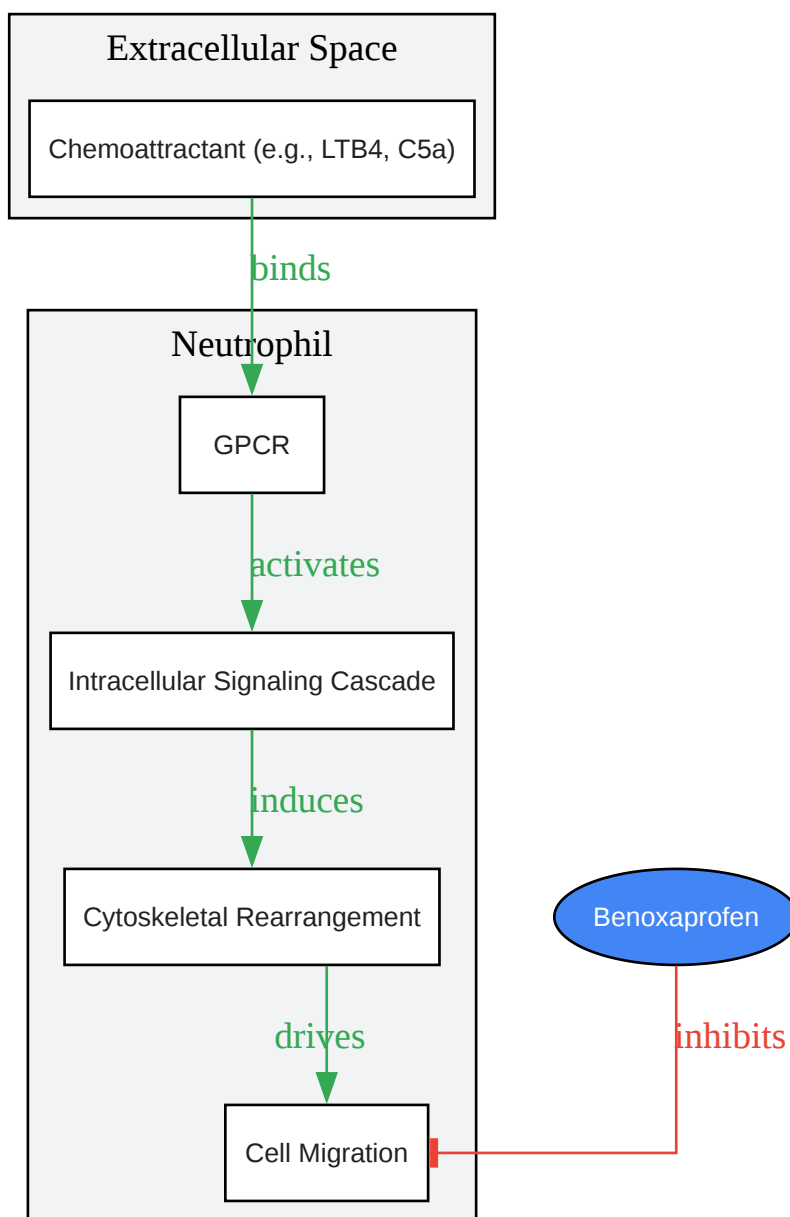 Extracellular Space
Chemoattractant (e.g., LTB4, C5a)
binds
Neutrophil
GPCR
activates
Intracellular Signaling Cascade
induces
Cytoskeletal Rearrangement
Benoxaprofen
drives
inhibits
Cell Migration